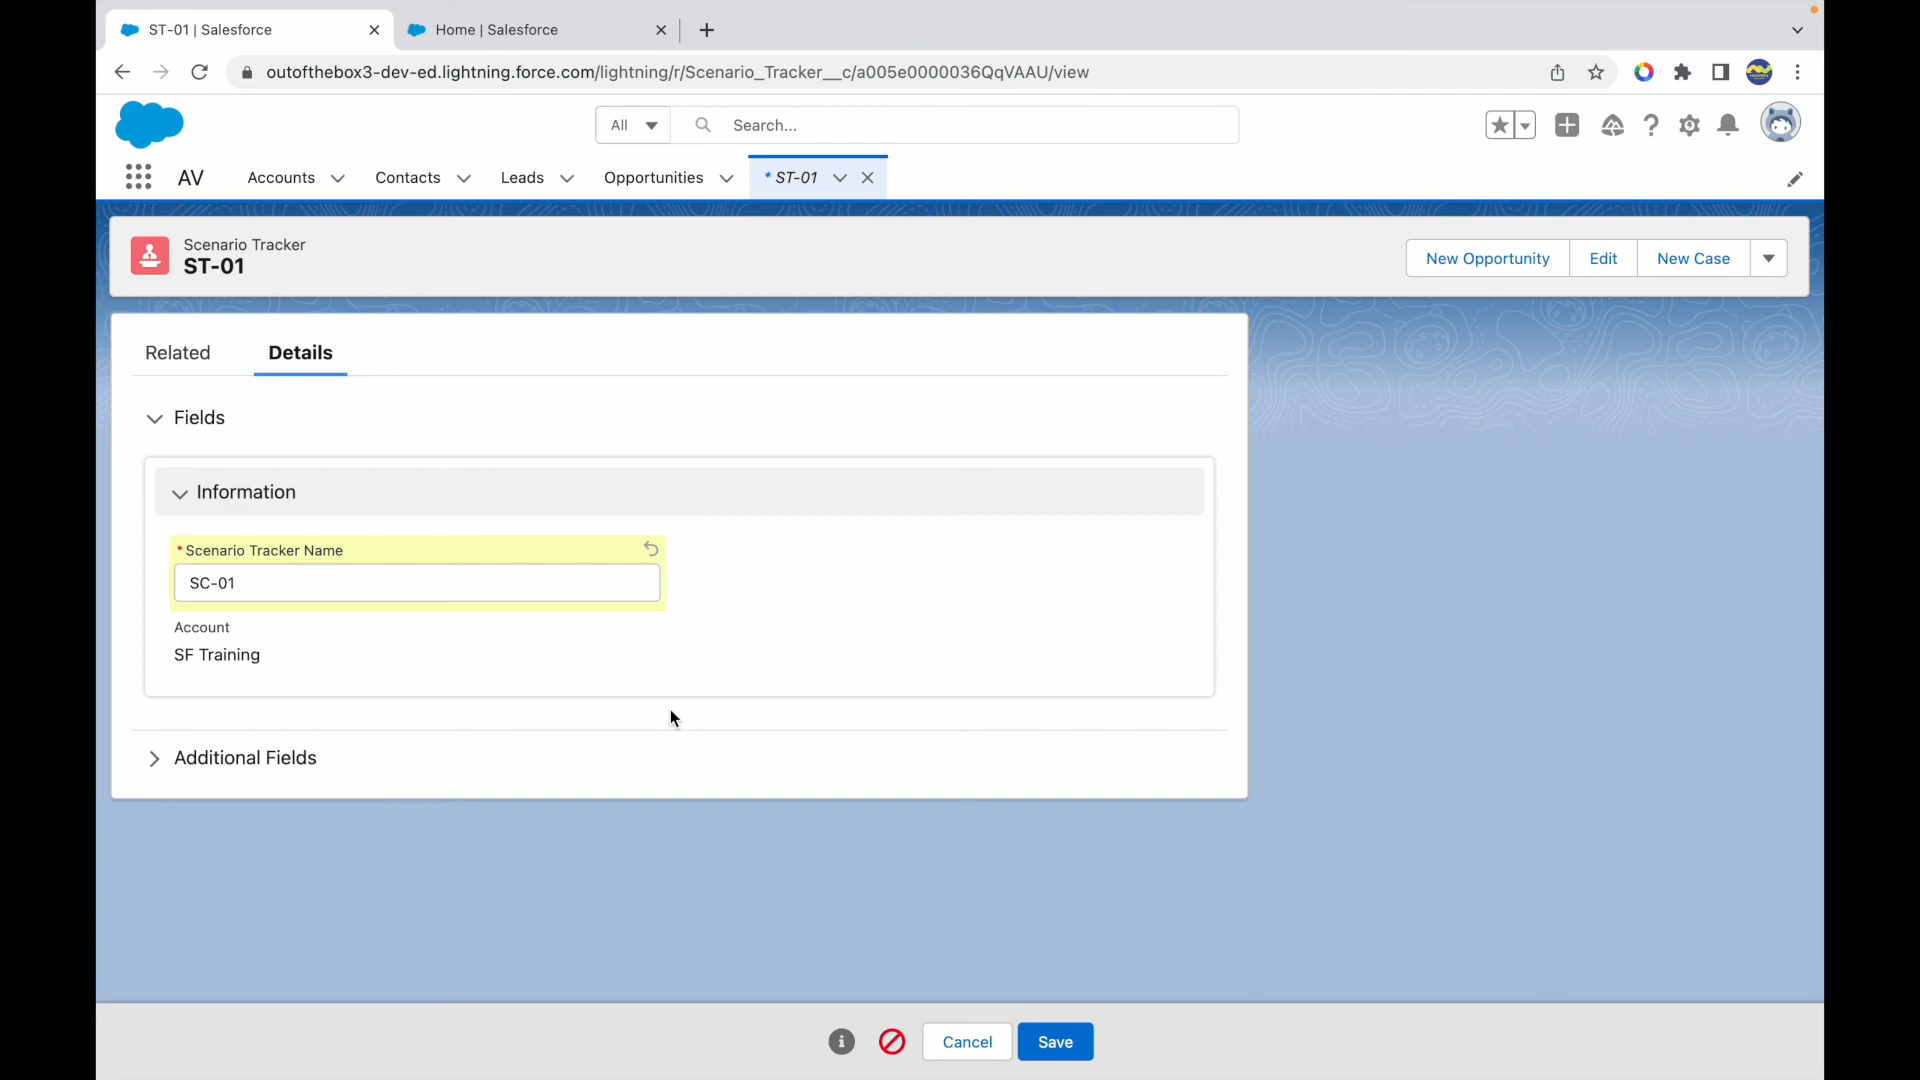 ST-01 | Salesforce
Home | Salesforce
outofthebox3-dev-ed.lightning.force.com/lightning/r/Scenario_Tracker__c/a005e0000036QqVAAU/view
All
Search...
AV
Accounts
Contacts
Leads
Opportunities
* ST-01
Scenario Tracker
ST-01
New Opportunity
Edit
New Case
Related
Details
Fields
Information
* Scenario Tracker Name
SC-01
Account
SF Training
Additional Fields
Cancel
Save